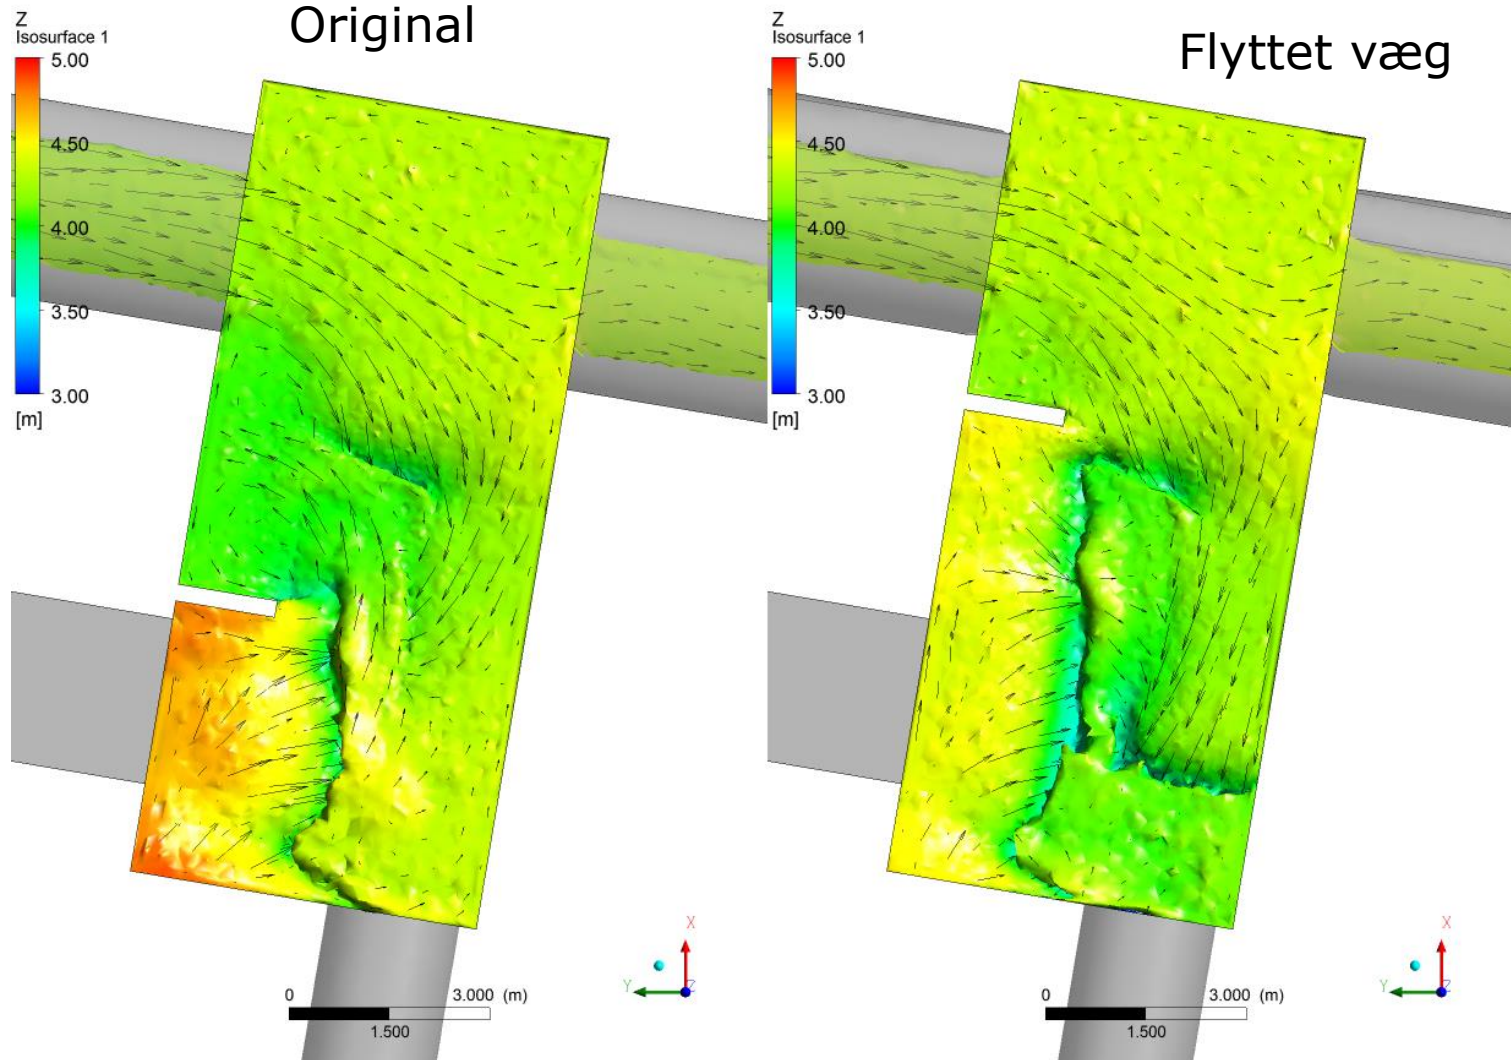 Original
Z
Isosurface 1
5.00
4.50
4.00
3.50
3.00
[m]
X
Y
Z
0
3.000 (m)
1.500
Flyttet væg
Z
Isosurface 1
5.00
4.50
4.00
3.50
3.00
[m]
X
Y
Z
0
3.000 (m)
1.500